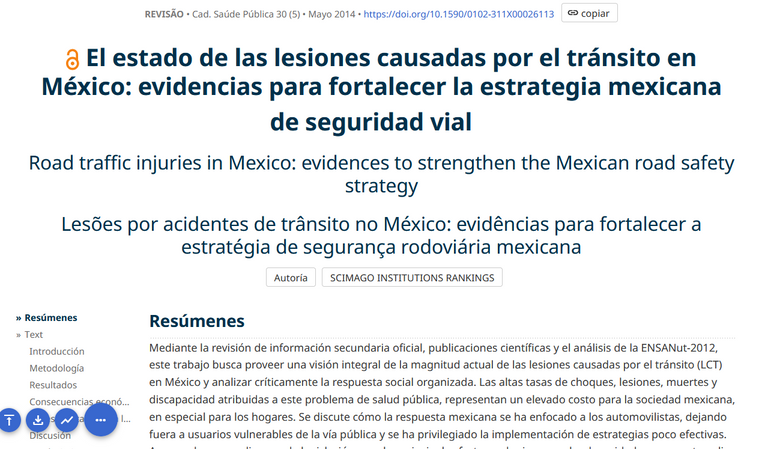 REVISÃO • Cad. Saúde Pública 30 (5) • Mayo 2014 • https://doi.org/10.1590/0102-311X00026113 copiar
El estado de las lesiones causadas por el tránsito en
México: evidencias para fortalecer la estrategia mexicana
de seguridad vial
Road traffic injuries in Mexico: evidences to strengthen the Mexican road safety
strategy
Lesões por acidentes de trânsito no México: evidências para fortalecer a
estratégia de segurança rodoviária mexicana
Autoría SCIMAGO INSTITUTIONS RANKINGS
» Resúmenes
» Text
Introducción
Metodología
Resultados
Consecuencias econó...
Discusión
Resúmenes
Mediante la revisión de información secundaria oficial, publicaciones científicas y el análisis de la ENSANut-2012,
este trabajo busca proveer una visión integral de la magnitud actual de las lesiones causadas por el tránsito (LCT)
en México y analizar críticamente la respuesta social organizada. Las altas tasas de choques, lesiones, muertes y
discapacidad atribuidas a este problema de salud pública, representan un elevado costo para la sociedad mexicana,
en especial para los hogares. Se discute cómo la respuesta mexicana se ha enfocado a los automovilistas, dejando
fuera a usuarios vulnerables de la vía pública y se ha privilegiado la implementación de estrategias poco efectivas.